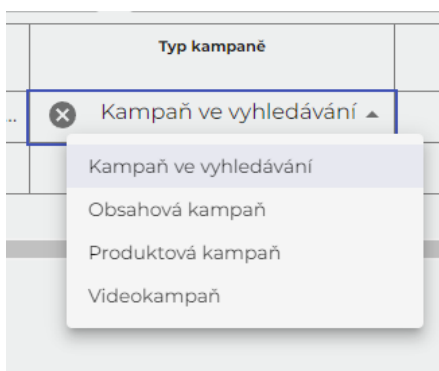 Typ kampaně
... Kampaň ve vyhledávání
Kampaň ve vyhledávání
Obsahová kampaň
Produktová kampaň
Videokampaň